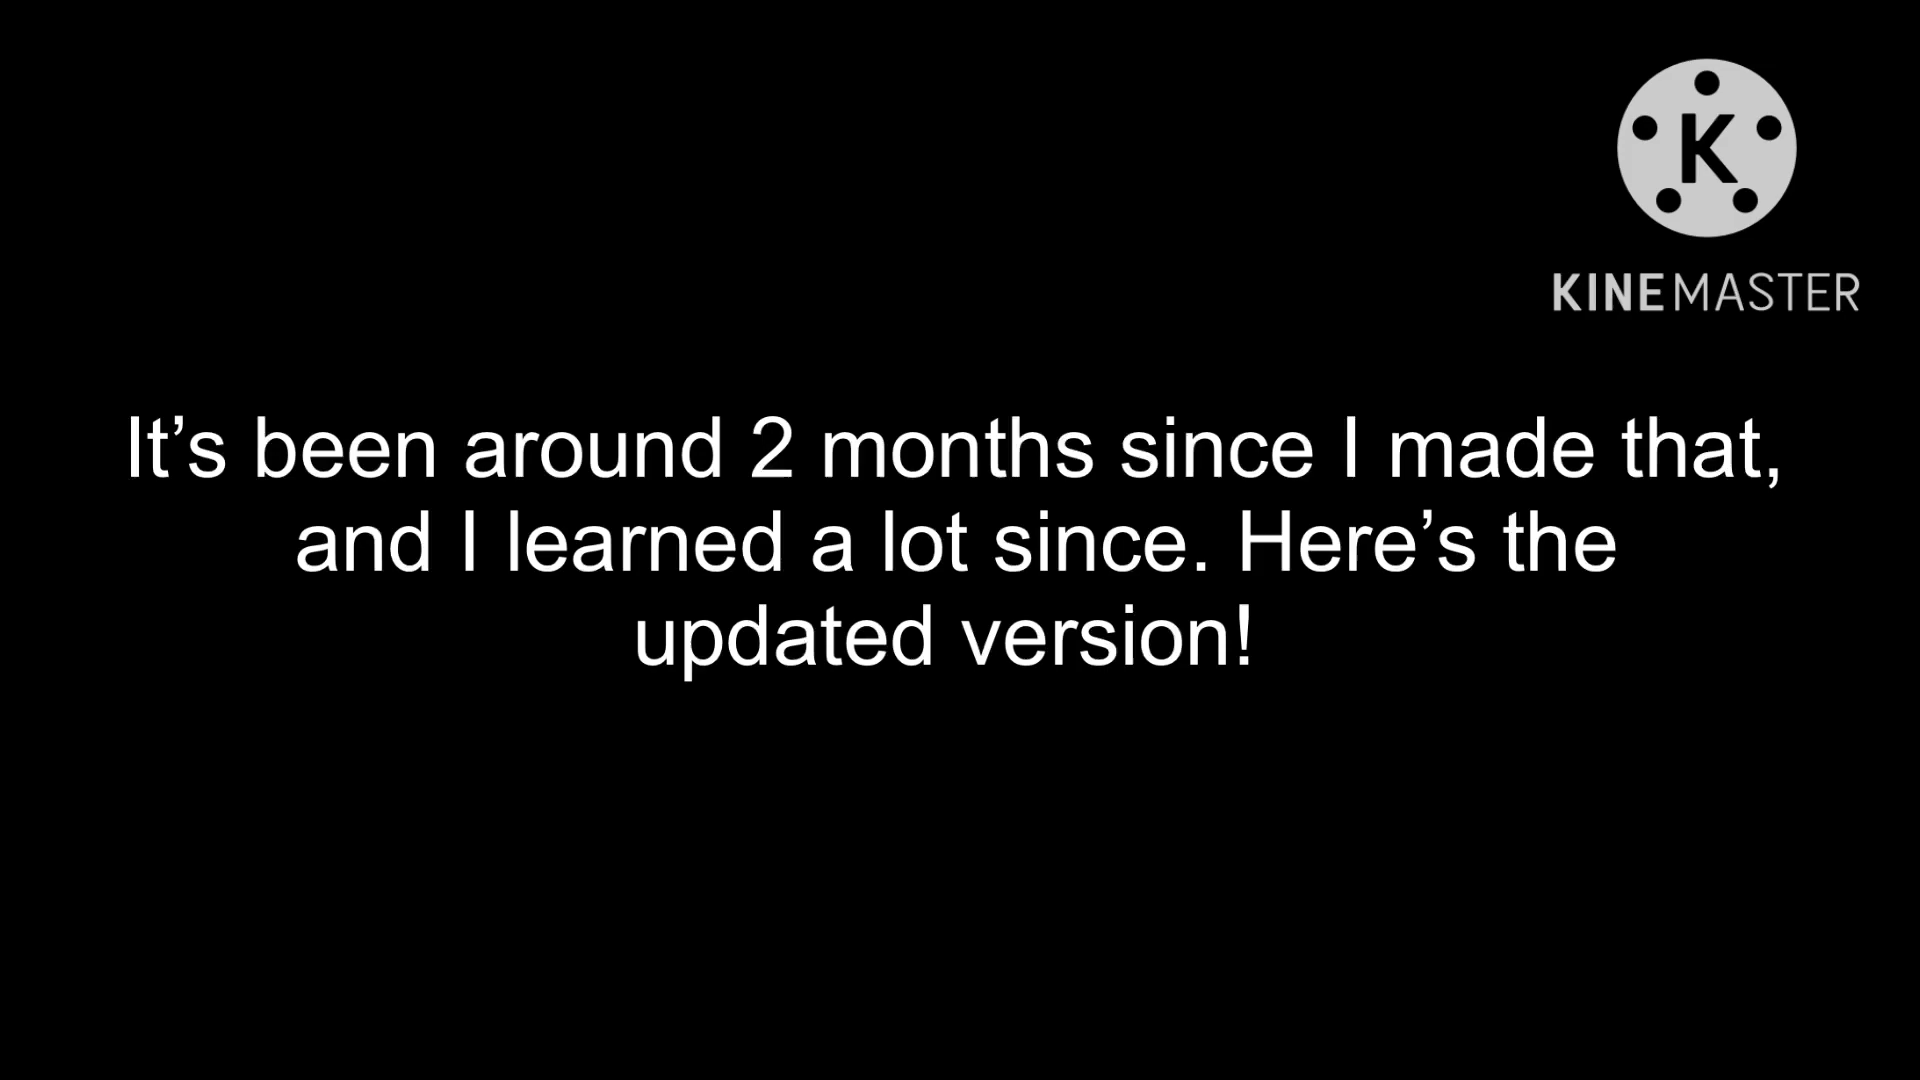 K
KINEMASTER
It’s been around 2 months since I made that,
and I learned a lot since. Here’s the
updated version!